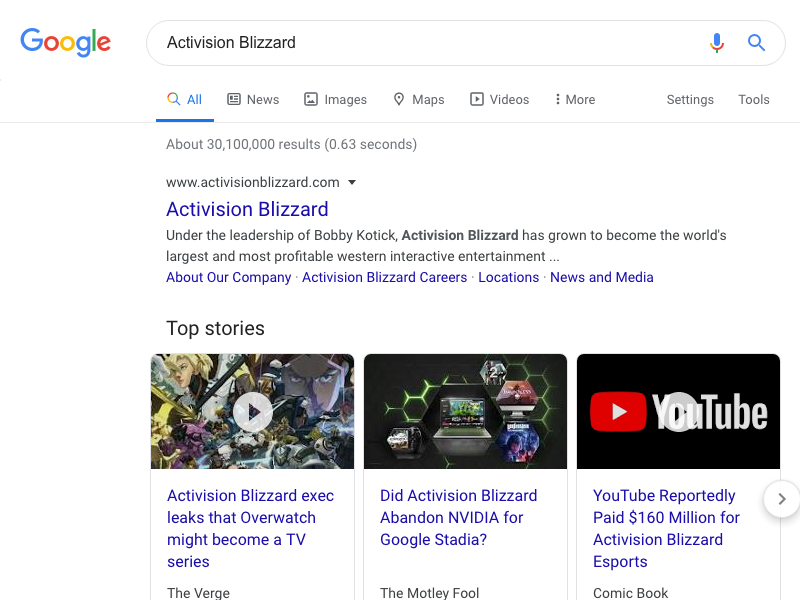 Google
Activision Blizzard
All News Images Maps Videos More Settings Tools
About 30,100,000 results (0.63 seconds)
www.activisionblizzard.com
Activision Blizzard
Under the leadership of Bobby Kotick, Activision Blizzard has grown to become the world's
largest and most profitable western interactive entertainment ...
About Our Company · Activision Blizzard Careers · Locations · News and Media
Top stories
YouTube
Activision Blizzard exec
leaks that Overwatch
might become a TV
series
The Verge
Did Activision Blizzard
Abandon NVIDIA for
Google Stadia?
The Motley Fool
YouTube Reportedly
Paid $160 Million for
Activision Blizzard
Esports
Comic Book